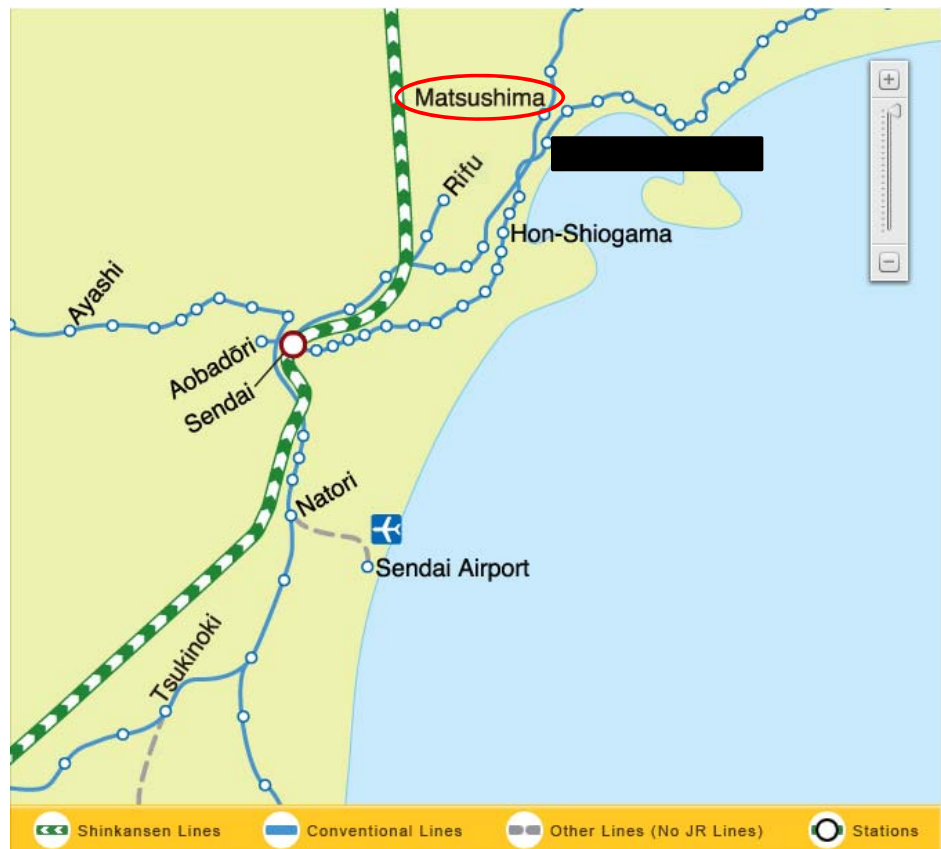 Matsushima
Rifu
Hon-Shiogama
Ayashi
Aobadōri
Sendai
Natori
Sendai Airport
Tsukinoki
Shinkansen Lines
Conventional Lines
Other Lines (No JR Lines)
Stations